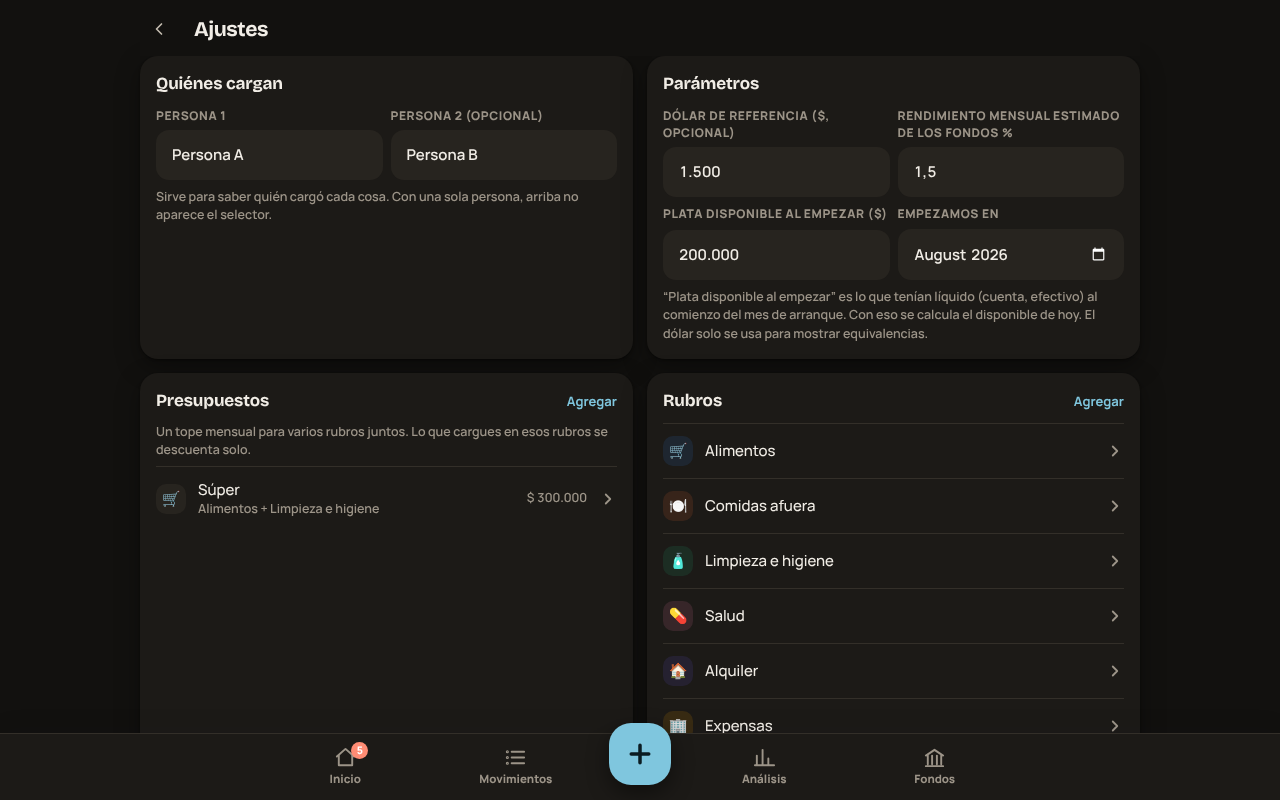 Ajustes
Quiénes cargan
PERSONA 1
PERSONA 2 (OPCIONAL)
Persona A
Persona B
Sirve para saber quién cargó cada cosa. Con una sola persona, arriba no
aparece el selector.
Parámetros
DÓLAR DE REFERENCIA ($,
OPCIONAL)
RENDIMIENTO MENSUAL ESTIMADO
DE LOS FONDOS %
1.500
1,5
PLATA DISPONIBLE AL EMPEZAR ($)
EMPEZAMOS EN
200.000
August 2026
“Plata disponible al empezar” es lo que tenían líquido (cuenta, efectivo) al
comienzo del mes de arranque. Con eso se calcula el disponible de hoy. El
dólar solo se usa para mostrar equivalencias.
Presupuestos
Agregar
Un tope mensual para varios rubros juntos. Lo que cargues en esos rubros se
descuenta solo.
Súper
Alimentos + Limpieza e higiene
$ 300.000
Rubros
Agregar
Alimentos
Comidas afuera
Limpieza e higiene
Salud
Alquiler
Expensas
5
Inicio
Movimientos
Análisis
Fondos